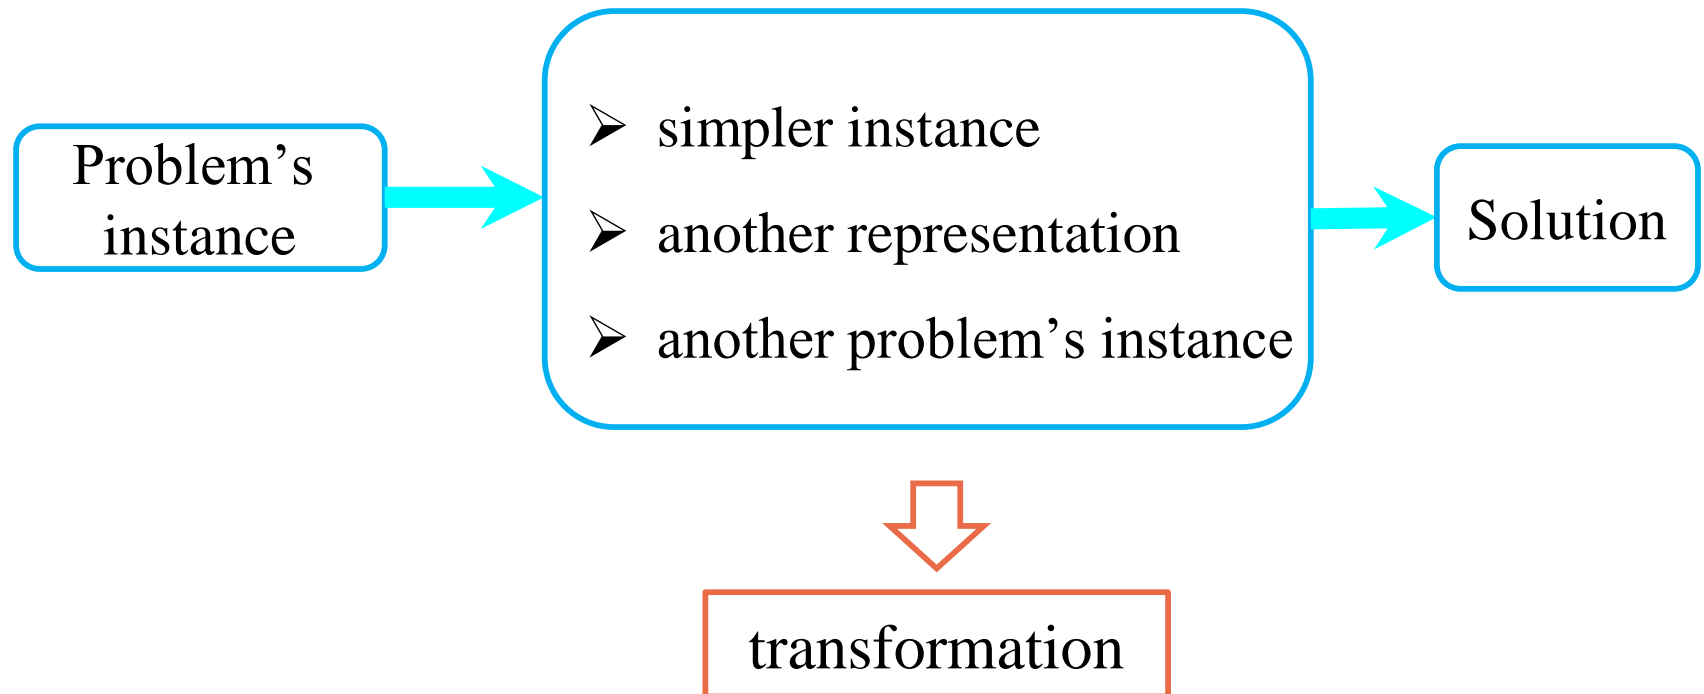 Problem’s
instance
➢ simpler instance
➢ another representation
➢ another problem’s instance
Solution
transformation